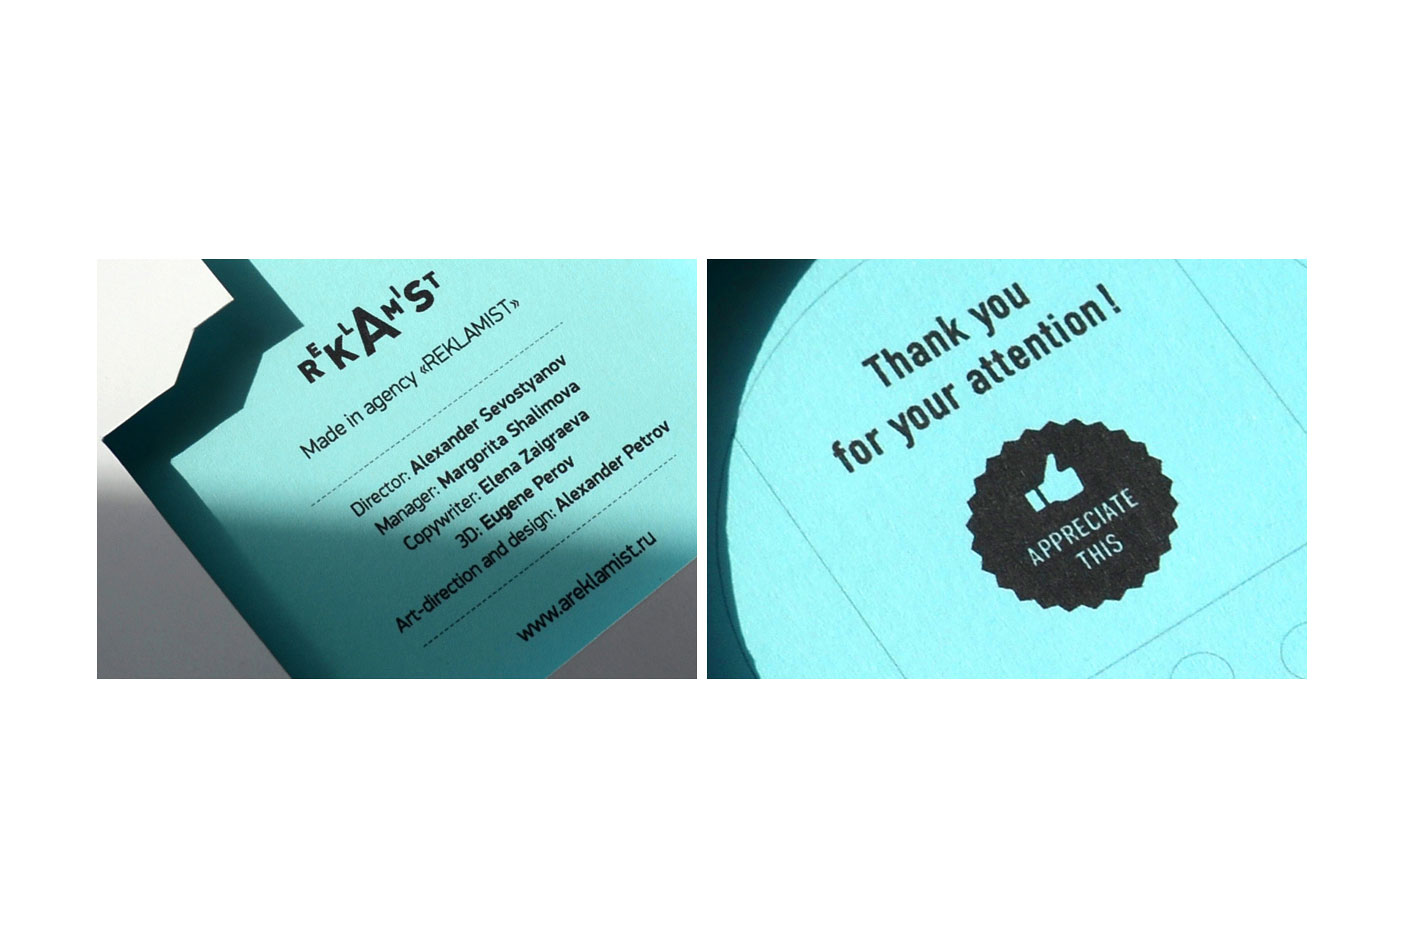 REKLAMIST
Made in agency «REKLAMIST»
Director: Alexander Sevostyanov
Manager: Margorita Shalimova
Copywriter: Elena Zaigraeva
3D: Eugene Perov
Art-direction and design: Alexander Petrov
www.areklamist.ru
Thank you
for your attention!
APPRECIATE
THIS